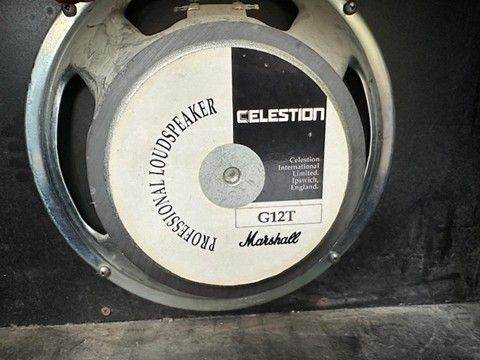 PROFESSIONAL LOUDSPEAKER
CELESTION
Celestion
International
Limited,
Ipswich,
England.
G12T
Marshall